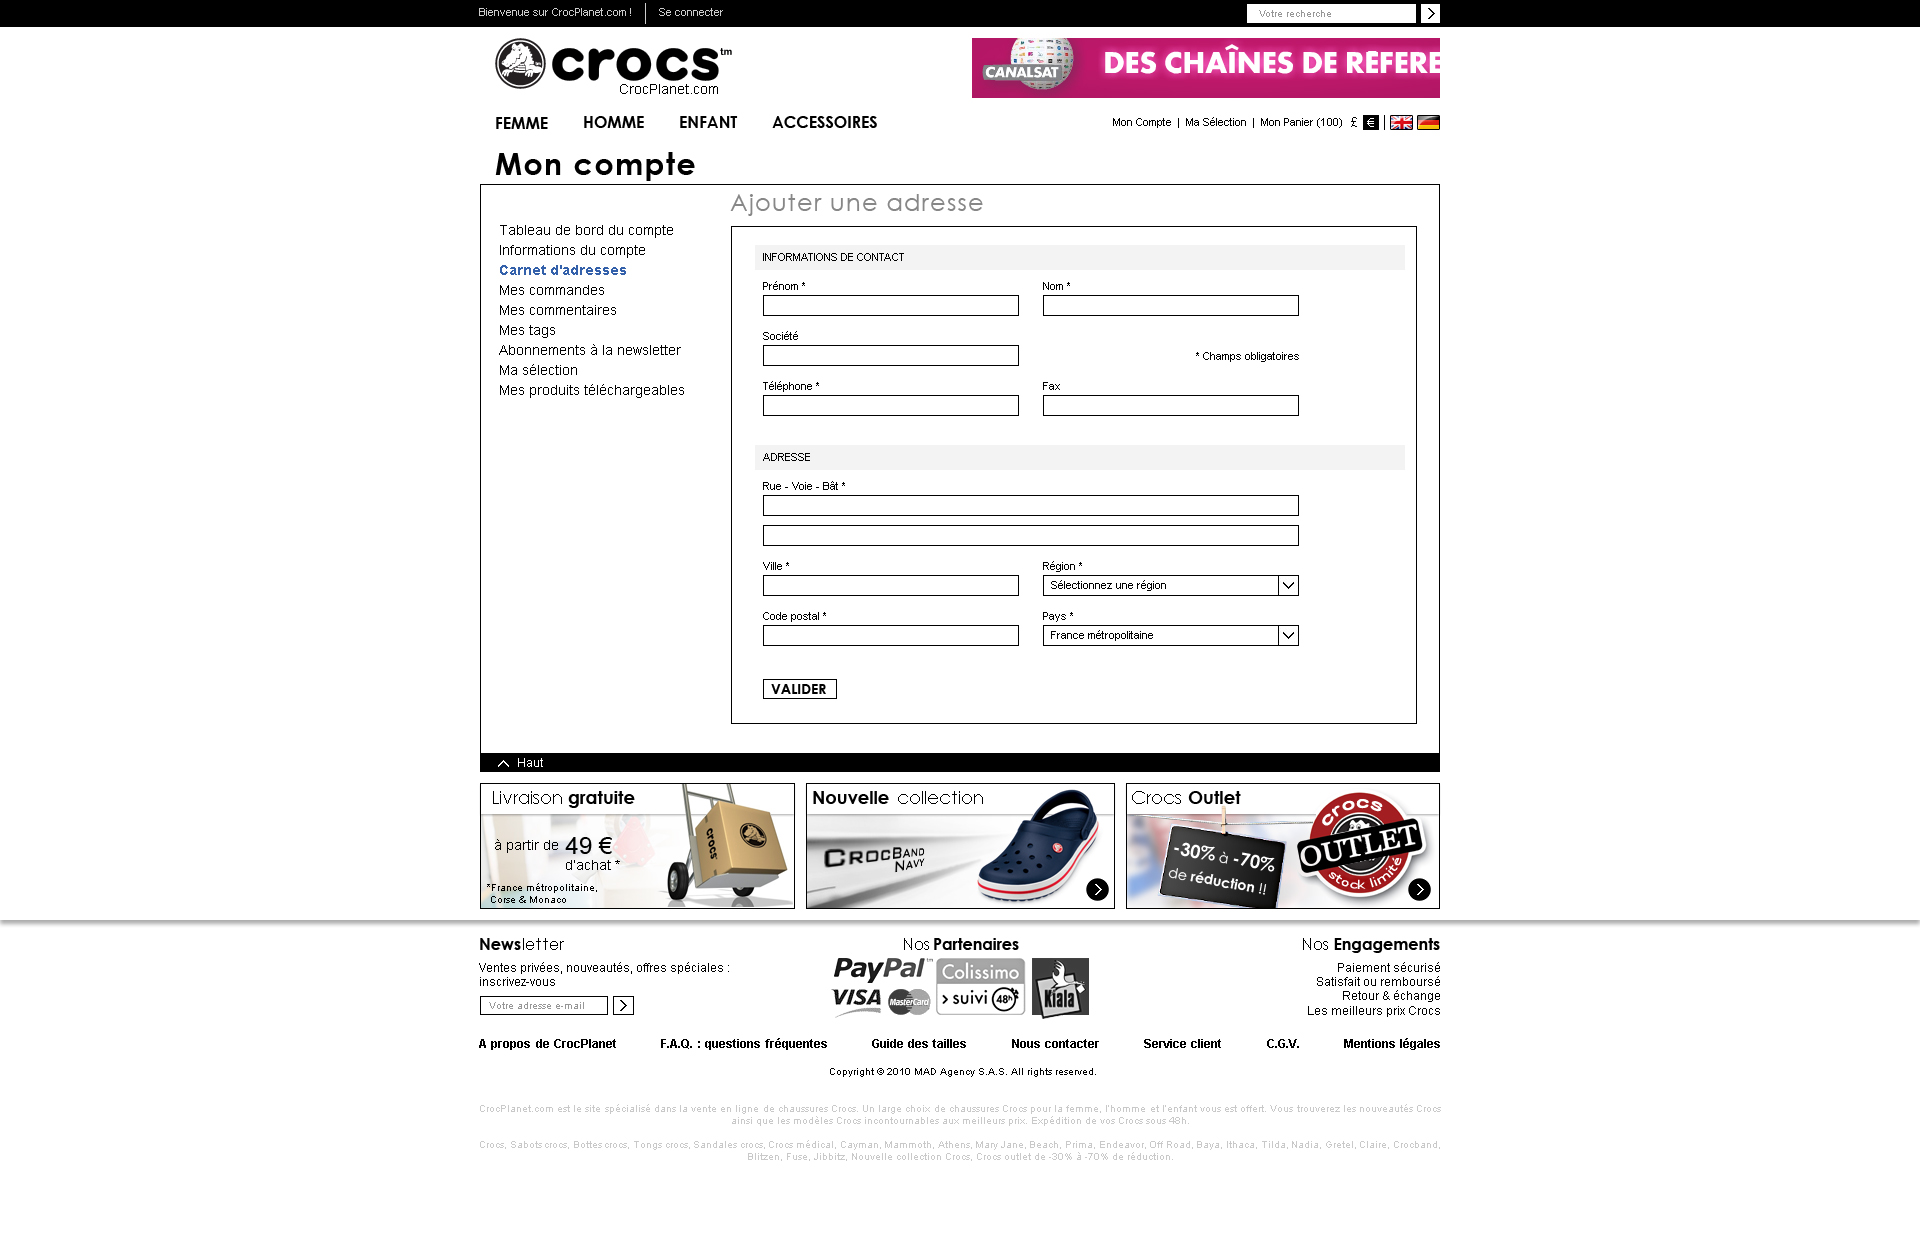 Bienvenue sur CrocPlanet.com !
Se connecter
Votre recherche
crocs™
CrocPlanet.com
CANALSAT
DES CHAÎNES DE RÉFÉRE
FEMME
HOMME
ENFANT
ACCESSOIRES
Mon Compte | Ma Sélection | Mon Panier (100) £ €
Mon compte
Ajouter une adresse
Tableau de bord du compte
Informations du compte
Carnet d'adresses
Mes commandes
Mes commentaires
Mes tags
Abonnements à la newsletter
Ma sélection
Mes produits téléchargeables
INFORMATIONS DE CONTACT
Prénom *
Nom *
Société
* Champs obligatoires
Téléphone *
Fax
ADRESSE
Rue - Voie - Bât *
Ville *
Région *
Sélectionnez une région
Code postal *
Pays *
France métropolitaine
VALIDER
Haut
Livraison gratuite
à partir de 49 €
d'achat *
*France métropolitaine,
Corse & Monaco
crocs
Nouvelle collection
CROCBAND
NAVY
Crocs Outlet
-30% à -70%
de réduction !!
crocs
OUTLET
stock limité
Newsletter
Ventes privées, nouveautés, offres spéciales :
inscrivez-vous
Votre adresse e-mail
Nos Partenaires
PayPal™
VISA
MasterCard
Colissimo
suivi 48h
Kiala
Nos Engagements
Paiement sécurisé
Satisfait ou remboursé
Retour & échange
Les meilleurs prix Crocs
A propos de CrocPlanet
F.A.Q. : questions fréquentes
Guide des tailles
Nous contacter
Service client
C.G.V.
Mentions légales
Copyright © 2010 MAD Agency S.A.S. All rights reserved.
CrocPlanet.com est le site spécialisé dans la vente en ligne de chaussures Crocs. Un large choix de chaussures Crocs pour la femme, l'homme et l'enfant vous est offert. Vous trouverez les nouveautés Crocs
ainsi que les modèles Crocs incontournables aux meilleurs prix. Expédition de vos Crocs sous 48h.
Crocs, Sabots crocs, Bottes crocs, Tongs crocs, Sandales crocs, Crocs médical, Cayman, Mammoth, Athens, Mary Jane, Beach, Prima, Endeavor, Off Road, Baya, Ithaca, Tilda, Nadia, Gretel, Claire, Crocband,
Blitzen, Fuse, Jibbitz, Nouvelle collection Crocs, Crocs outlet de -30% à -70% de réduction.